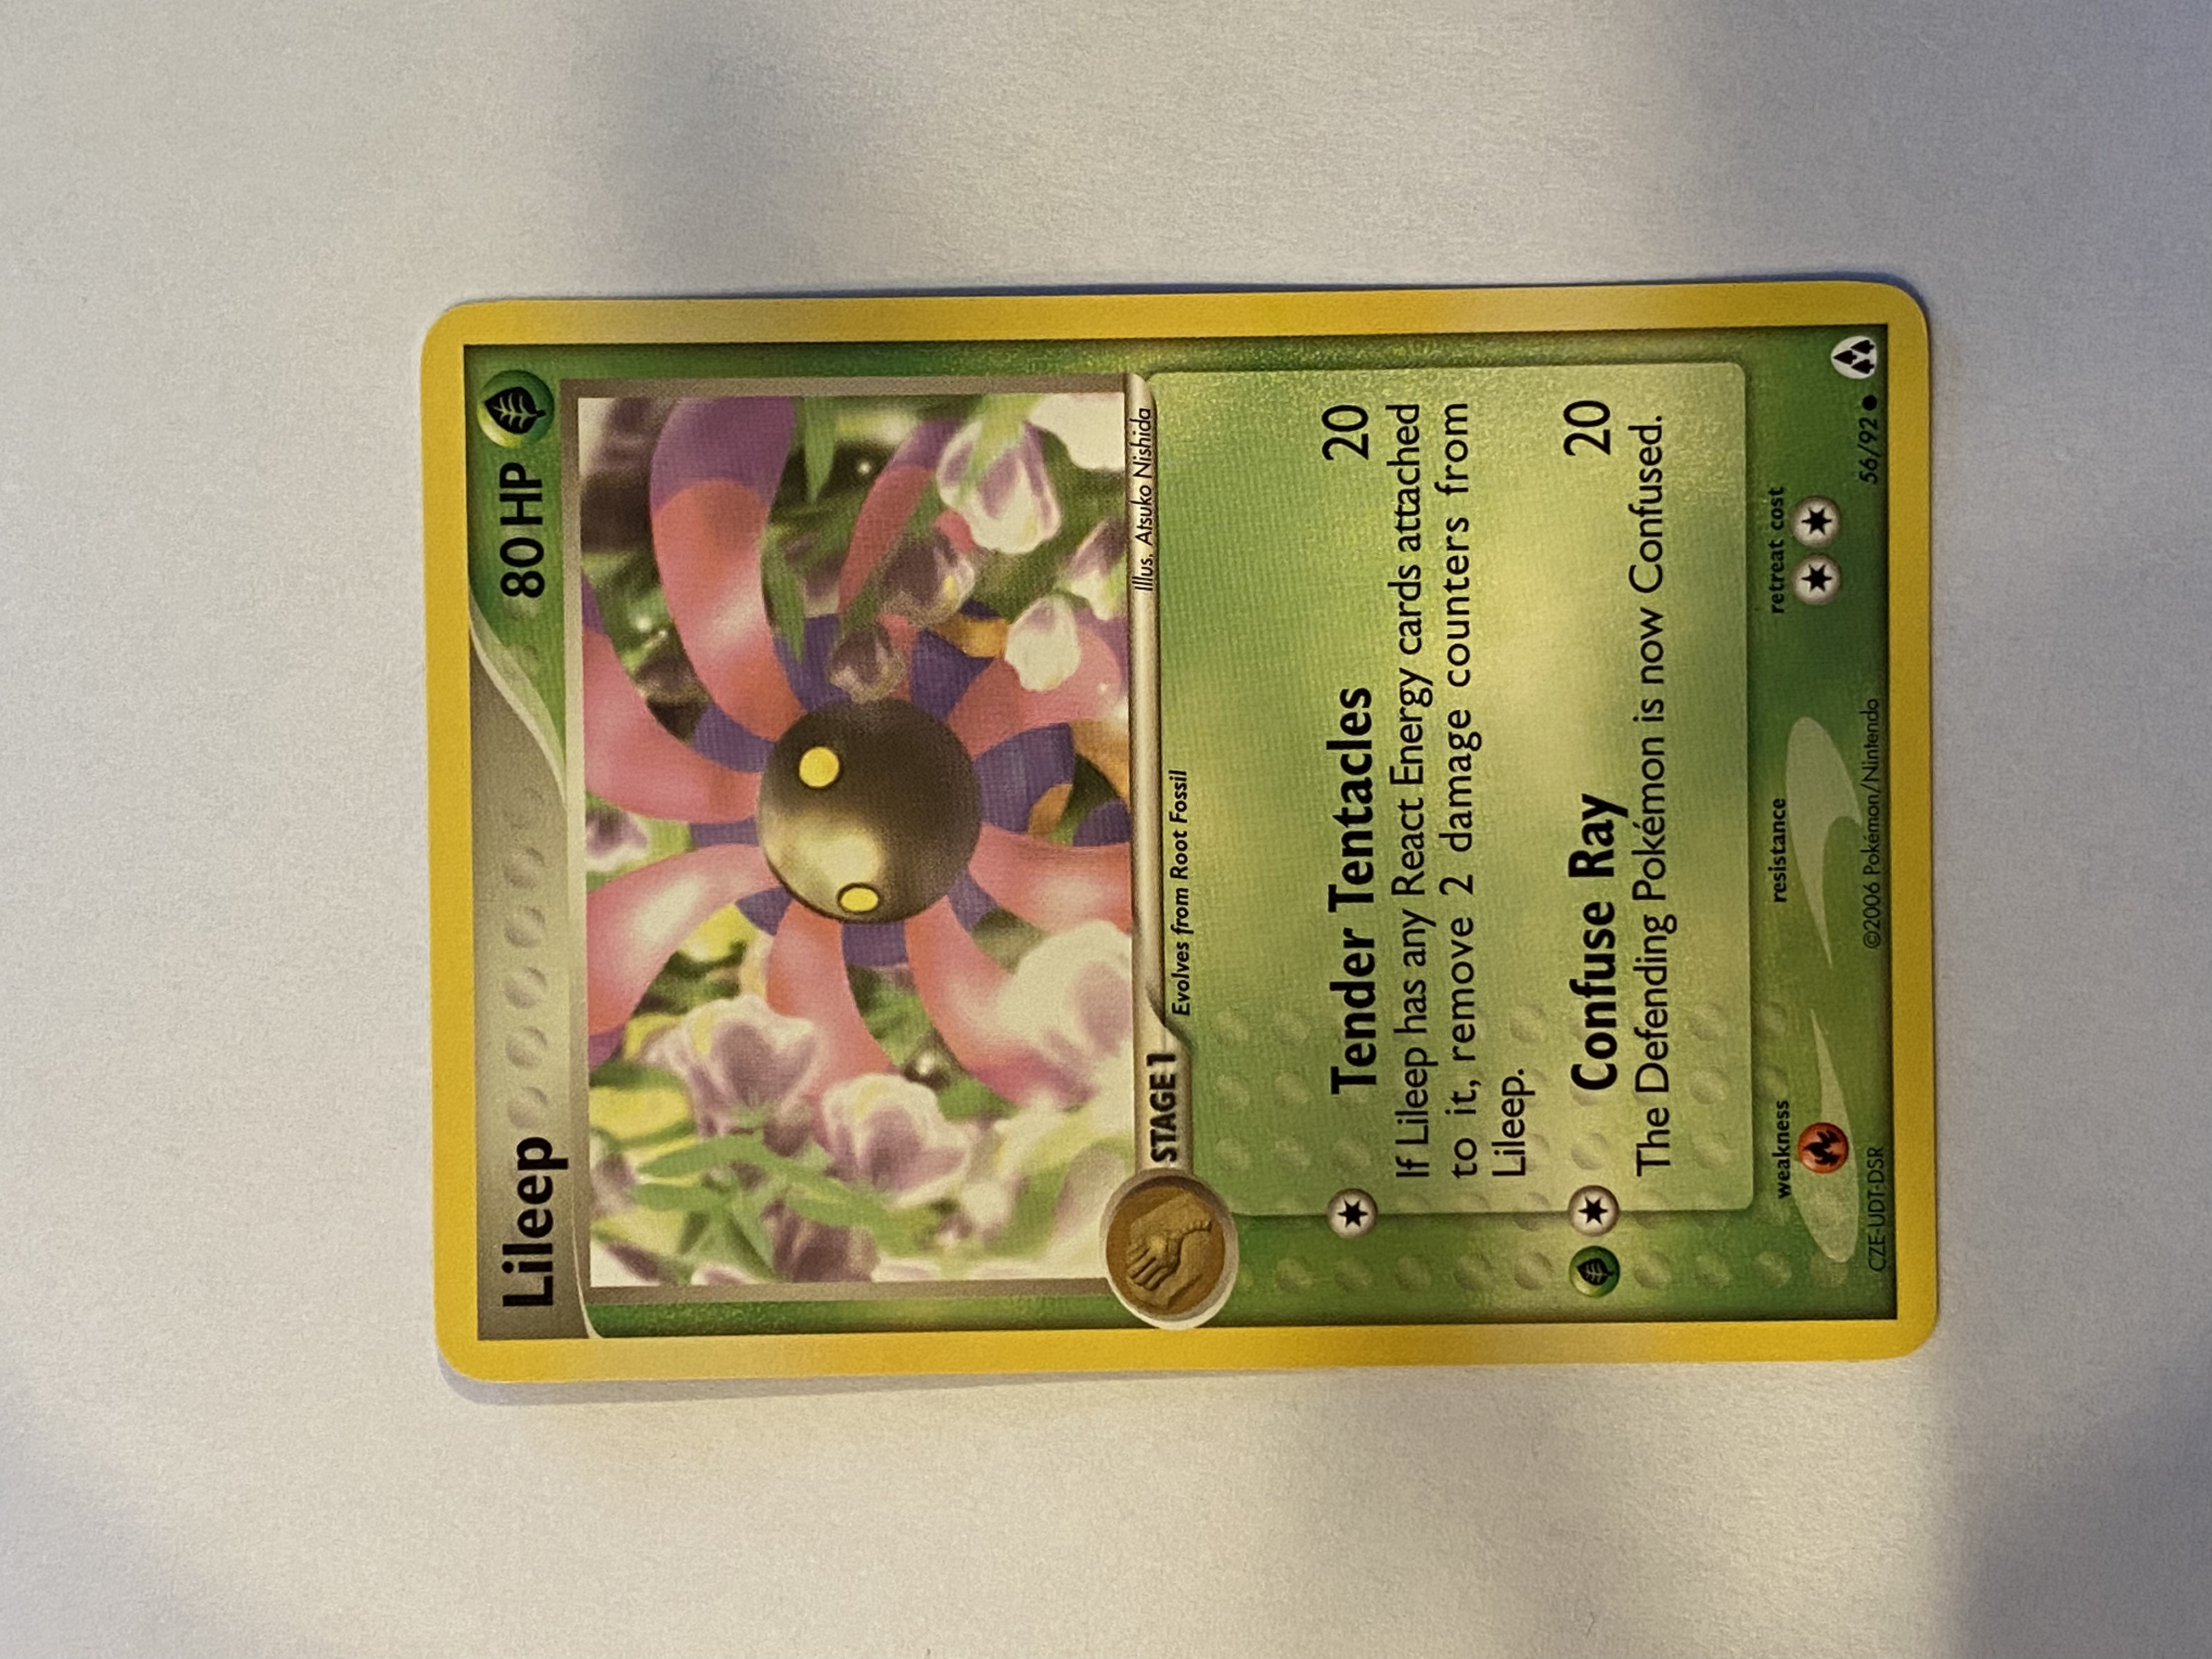 Lileep 80 HP
Illus. Atsuko Nishida
STAGE 1
Evolves from Root Fossil
Tender Tentacles 20
If Lileep has any React Energy cards attached
to it, remove 2 damage counters from
Lileep.
Confuse Ray 20
The Defending Pokémon is now Confused.
weakness resistance retreat cost
CZE-UDT-DSR ©2006 Pokémon/Nintendo 56/92